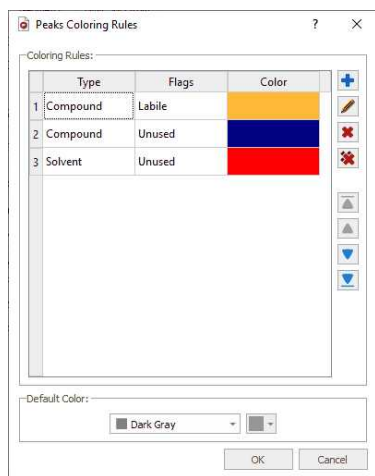 Peaks Coloring Rules ?
Coloring Rules:
Type Flags Color
1 Compound Labile
2 Compound Unused
3 Solvent Unused
Default Color:
Dark Gray
OK Cancel